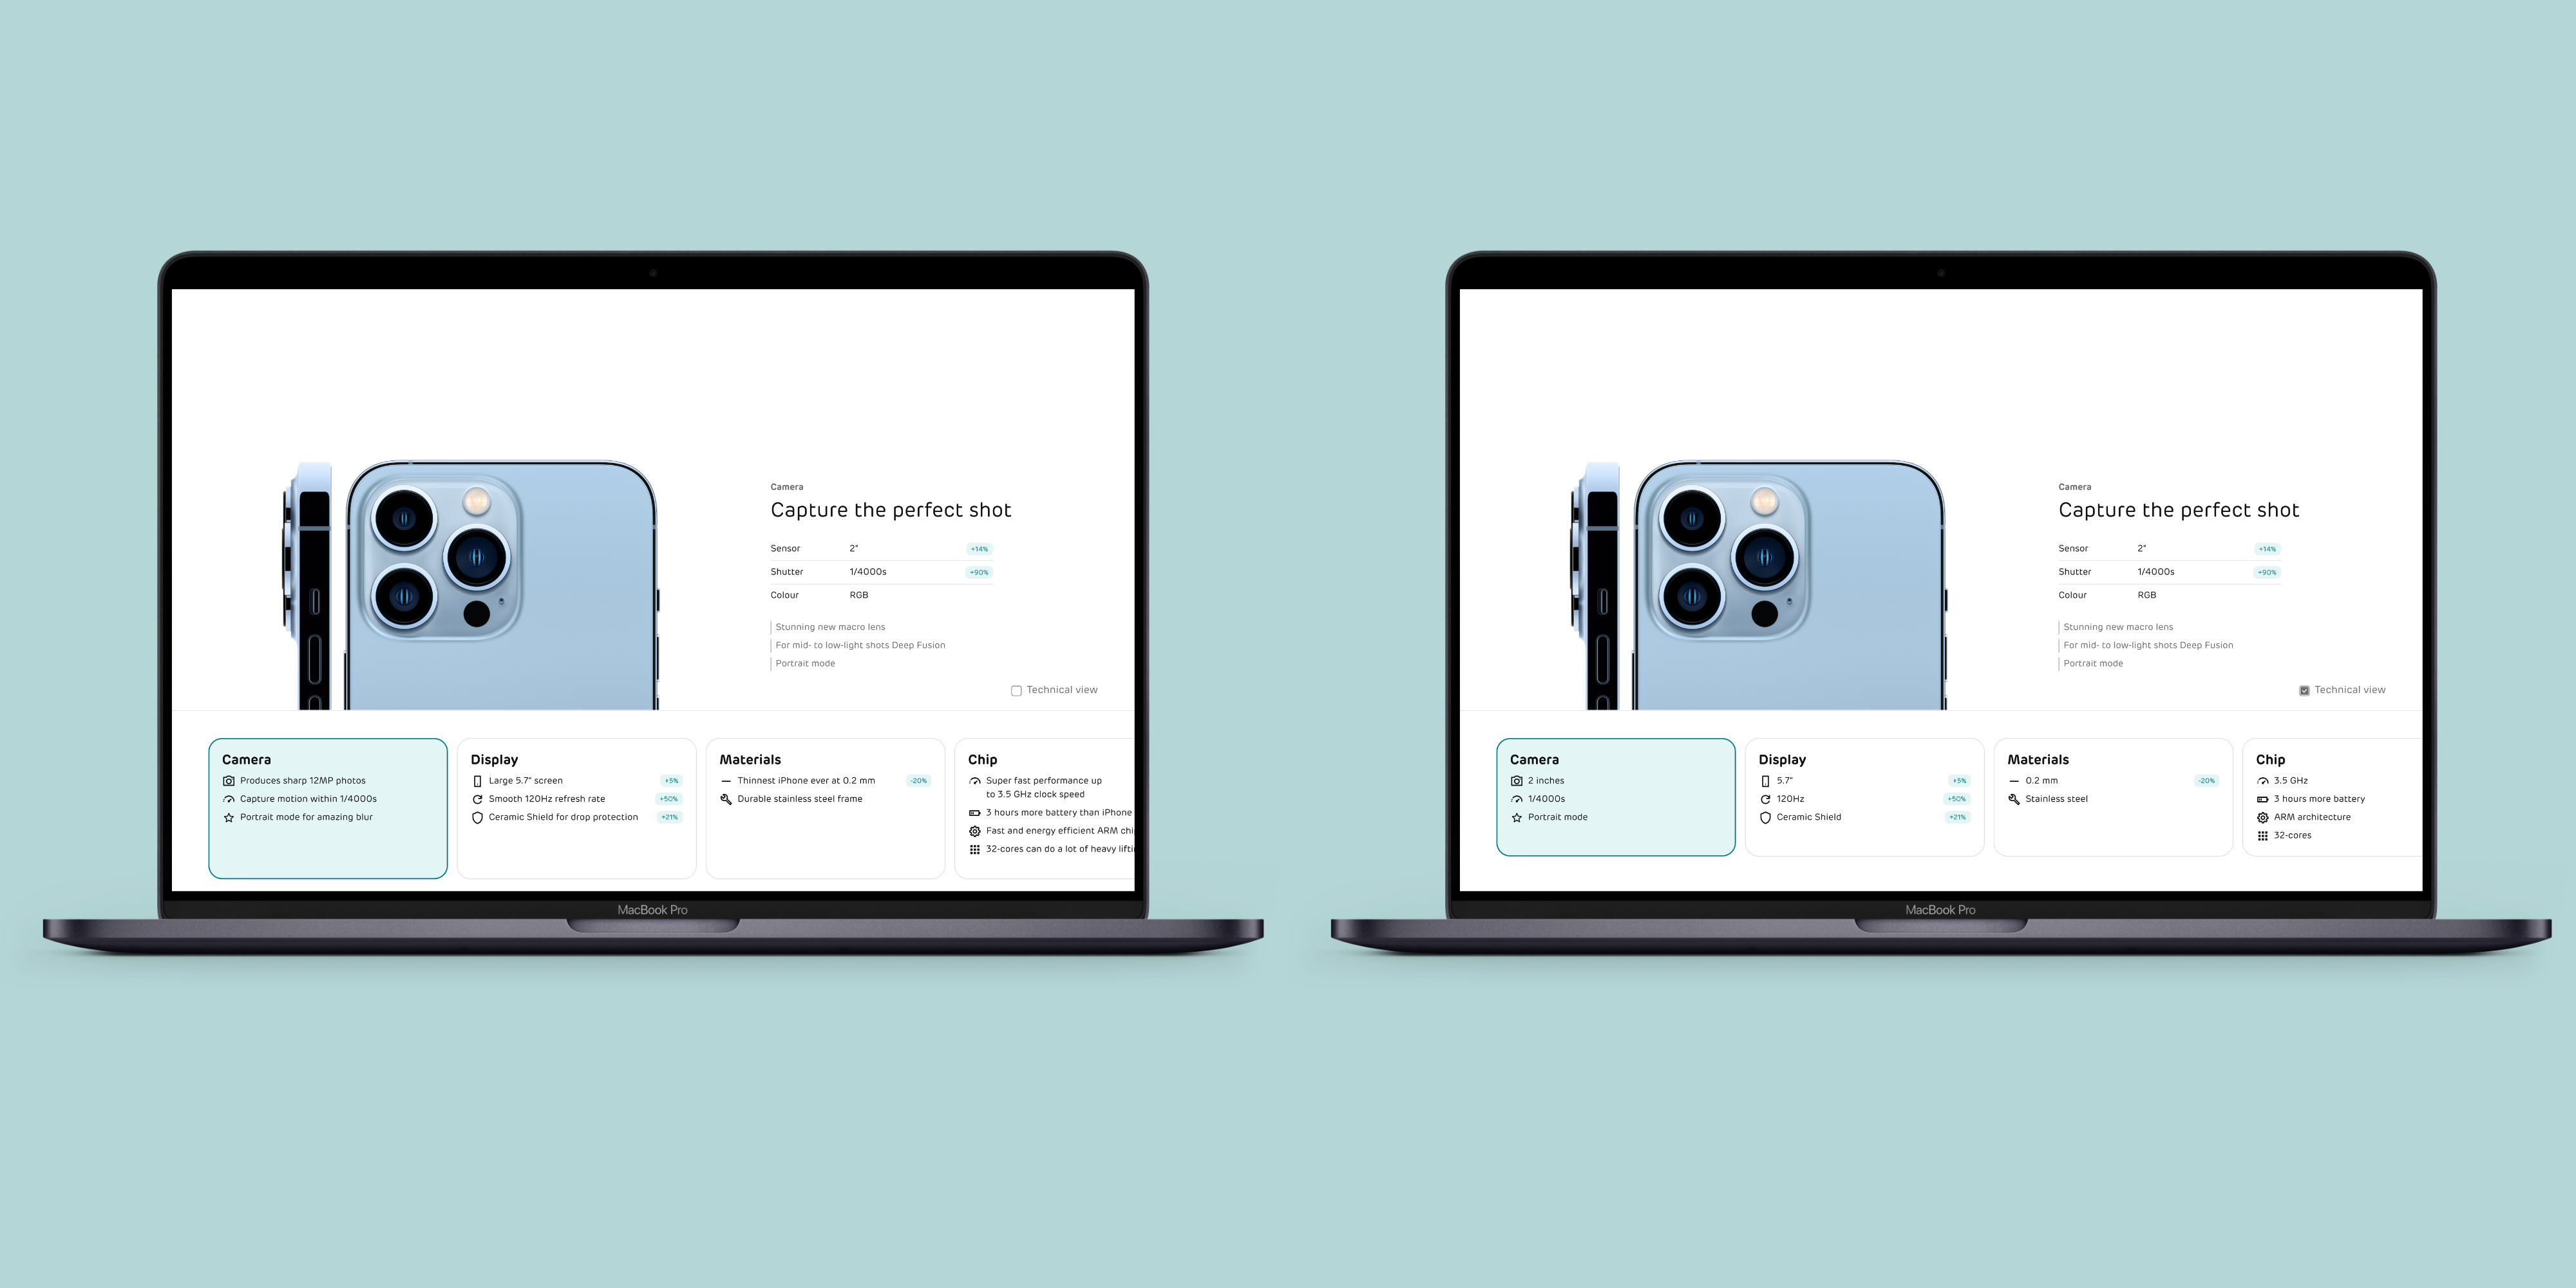 Camera
Capture the perfect shot
Sensor 2" +14%
Shutter 1/4000s +90%
Colour RGB
Stunning new macro lens
For mid- to low-light shots Deep Fusion
Portrait mode
Technical view
Camera
Produces sharp 12MP photos
Capture motion within 1/4000s
Portrait mode for amazing blur
Display
Large 5.7" screen +5%
Smooth 120Hz refresh rate +50%
Ceramic Shield for drop protection +21%
Materials
Thinnest iPhone ever at 0.2 mm -20%
Durable stainless steel frame
Chip
Super fast performance up
to 3.5 GHz clock speed
3 hours more battery than iPhone
Fast and energy efficient ARM
32-cores can do a lot of heavy
MacBook Pro
Camera
Capture the perfect shot
Sensor 2" +14%
Shutter 1/4000s +90%
Colour RGB
Stunning new macro lens
For mid- to low-light shots Deep Fusion
Portrait mode
Technical view
Camera
2 inches
1/4000s
Portrait mode
Display
5.7" +5%
120Hz +50%
Ceramic Shield +21%
Materials
0.2 mm -20%
Stainless steel
Chip
3.5 GHz
3 hours more battery
ARM architecture
32-cores
MacBook Pro